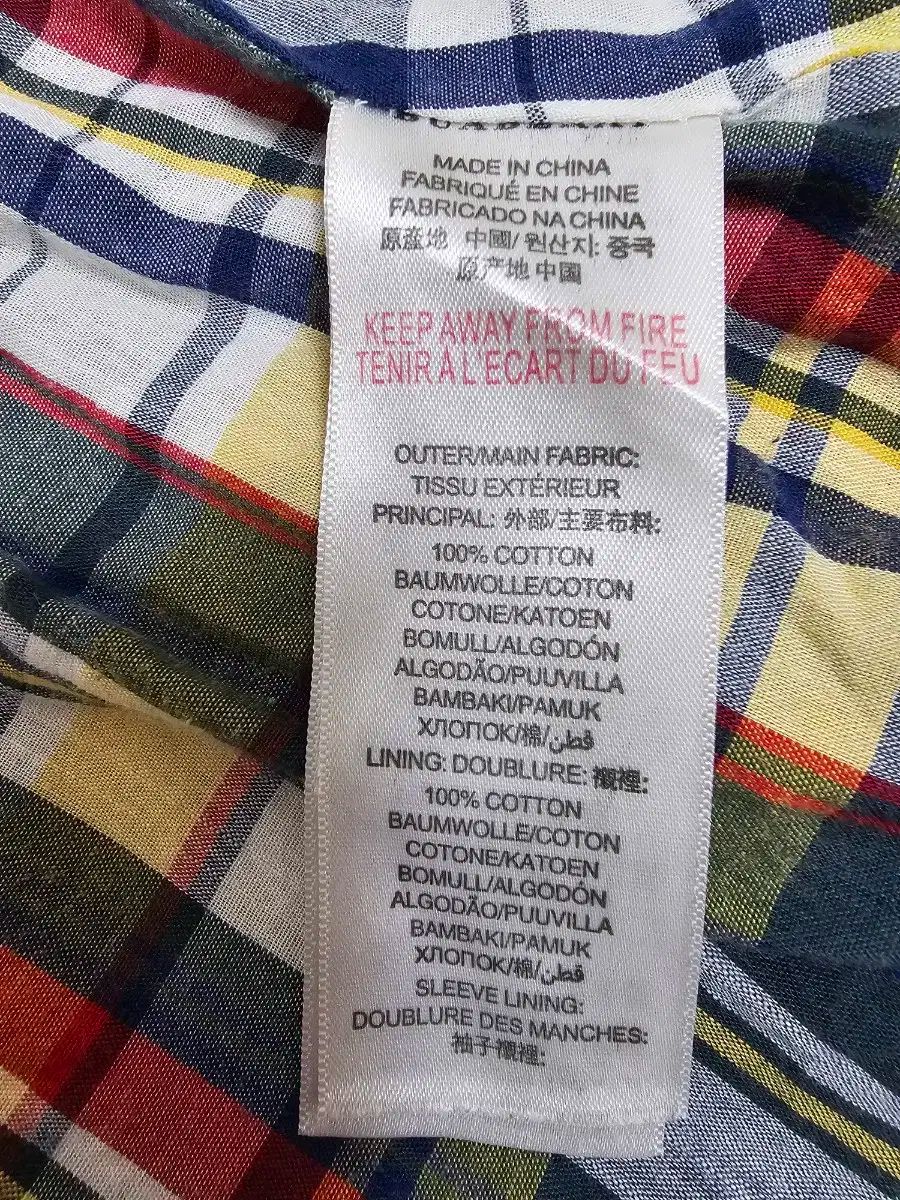 MADE IN CHINA
FABRIQUÉ EN CHINE
FABRICADO NA CHINA
原産地 中國/ 원산지: 중국
原产地 中國
KEEP AWAY FROM FIRE
TENIR À L'ECART DU FEU
OUTER/MAIN FABRIC:
TISSU EXTÉRIEUR
PRINCIPAL: 外部/主要布料:
100% COTTON
BAUMWOLLE/COTON
COTONE/KATOEN
BOMULL/ALGODÓN
ALGODÃO/PUUVILLA
BAMBAKI/PAMUK
ХЛОПОК/棉/قطن
LINING: DOUBLURE: 襯裡:
100% COTTON
BAUMWOLLE/COTON
COTONE/KATOEN
BOMULL/ALGODÓN
ALGODÃO/PUUVILLA
BAMBAKI/PAMUK
ХЛОПОК/棉/قطن
SLEEVE LINING:
DOUBLURE DES MANCHES:
袖子襯裡: